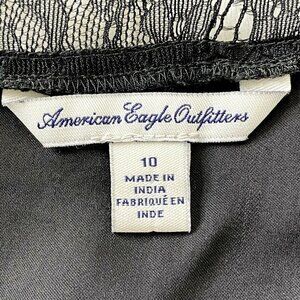 American Eagle Outfitters
10
MADE IN
INDIA
FABRIQUÉ EN
INDE